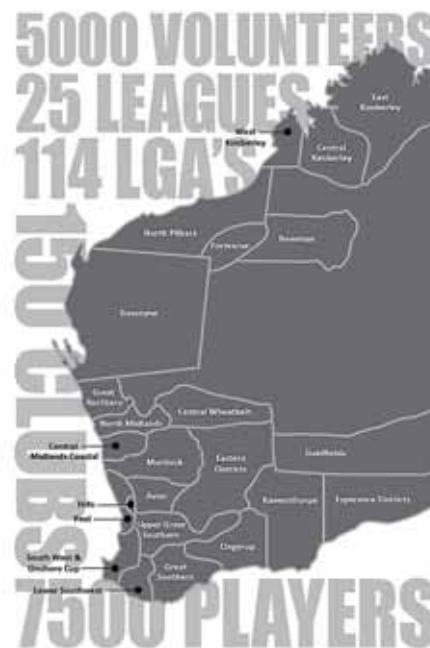 5000 VOLUNTEERS
25 LEAGUES
114 LGA'S
150 CLUBS
East
Kimberley
West
Kimberley
Central
Kimberley
North Pilbara
Fortescue
Newman
Gascoyne
Great
Northern
North Midlands
Central Wheatbelt
Central
Midlands Coastal
Mortlock
Eastern
Districts
Goldfields
Avon
Hills
Peel
Upper Great
Southern
Ravensthorpe
Esperance Districts
Ongerup
South West &
Onshore Cup
Great
Southern
Lower Southwest
7500 PLAYERS